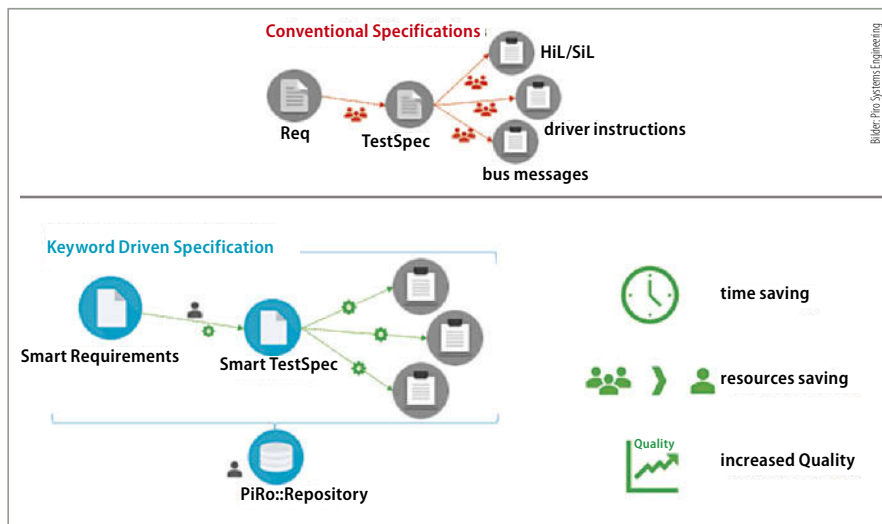 Conventional Specifications
HiL/SiL
Req
TestSpec
driver instructions
bus messages
Bilder: Piro Systems Engineering
Keyword Driven Specification
Smart Requirements
Smart TestSpec
PiRo::Repository
time saving
resources saving
Quality
increased Quality